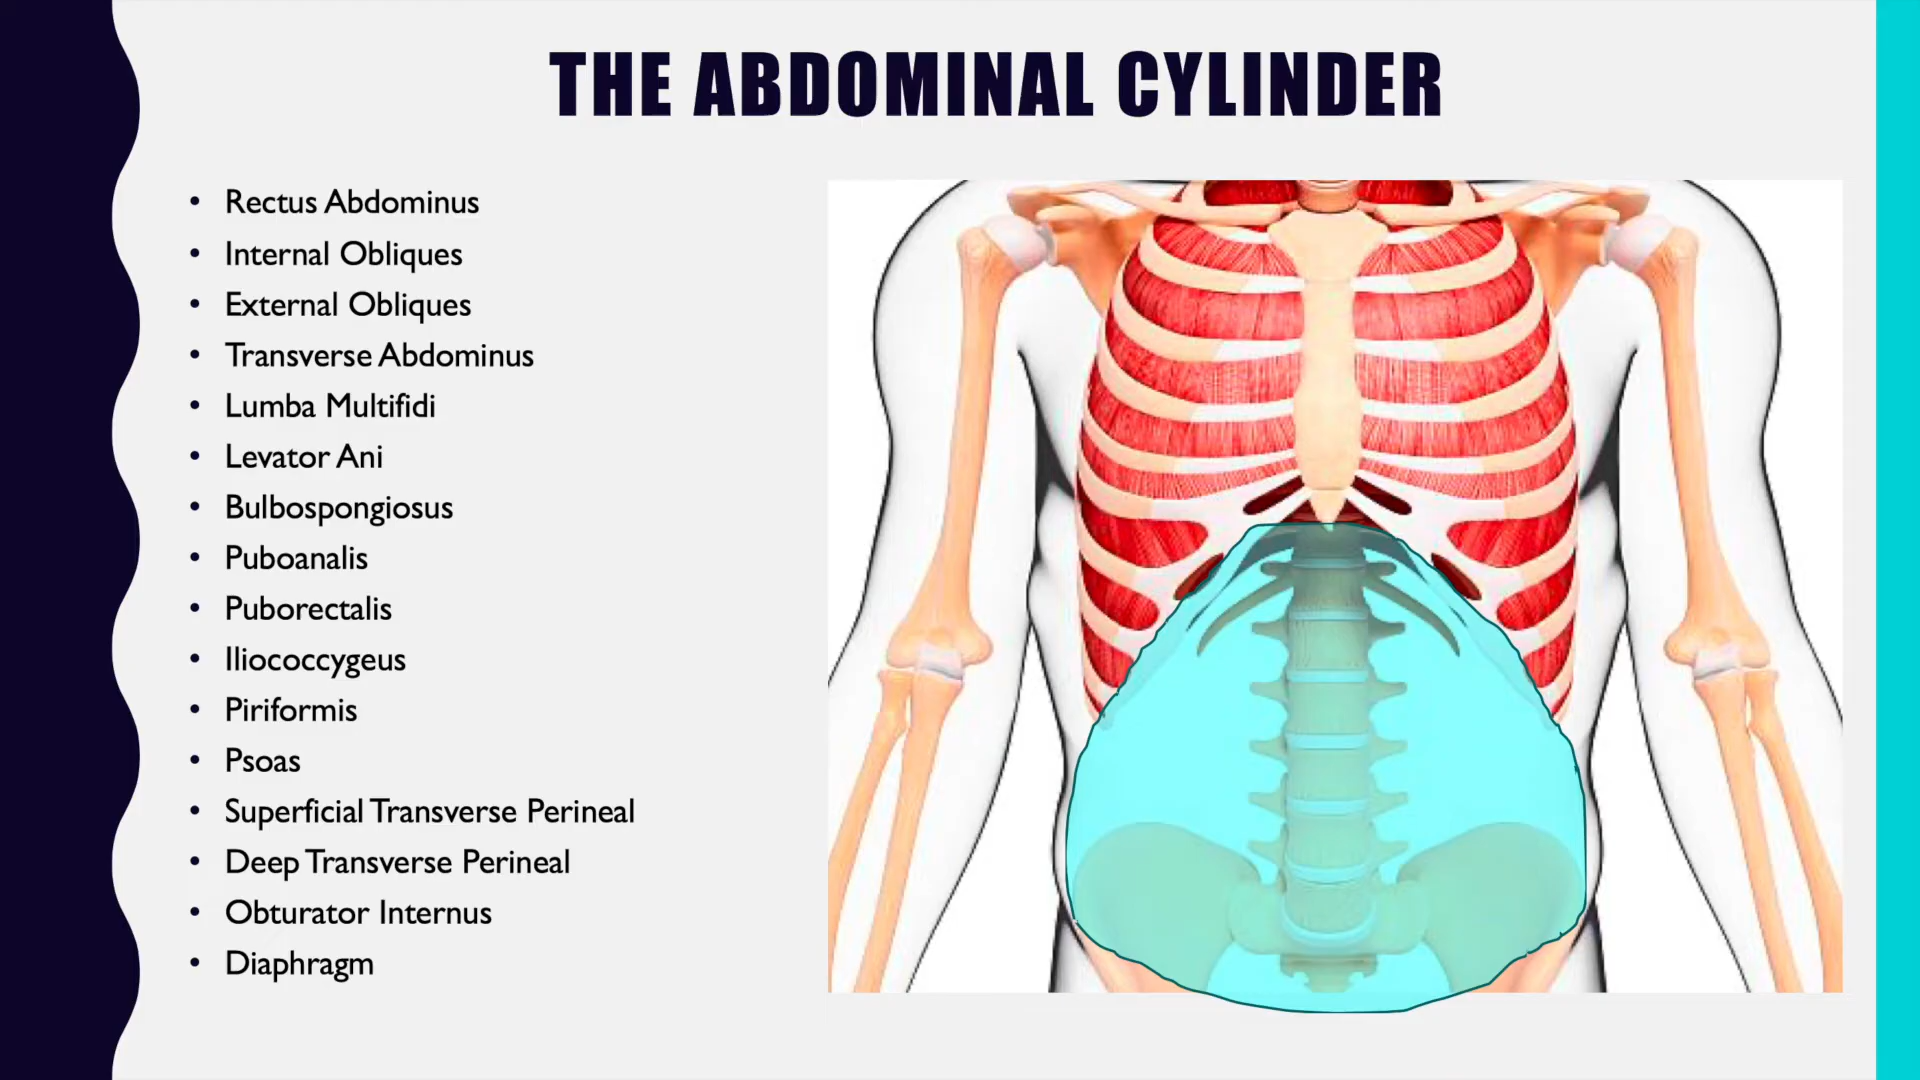 THE ABDOMINAL CYLINDER
• Rectus Abdominus
• Internal Obliques
• External Obliques
• Transverse Abdominus
• Lumba Multifidi
• Levator Ani
• Bulbospongiosus
• Puboanalis
• Puborectalis
• Iliococcygeus
• Piriformis
• Psoas
• Superficial Transverse Perineal
• Deep Transverse Perineal
• Obturator Internus
• Diaphragm